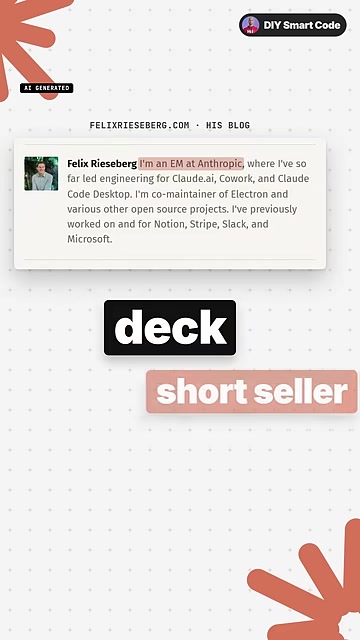 DIY Smart Code
AI GENERATED
FELIXRIESEBERG.COM · HIS BLOG
Felix Rieseberg I'm an EM at Anthropic, where I've so
far led engineering for Claude.ai, Cowork, and Claude
Code Desktop. I'm co-maintainer of Electron and
various other open source projects. I've previously
worked on and for Notion, Stripe, Slack, and
Microsoft.
deck
short seller